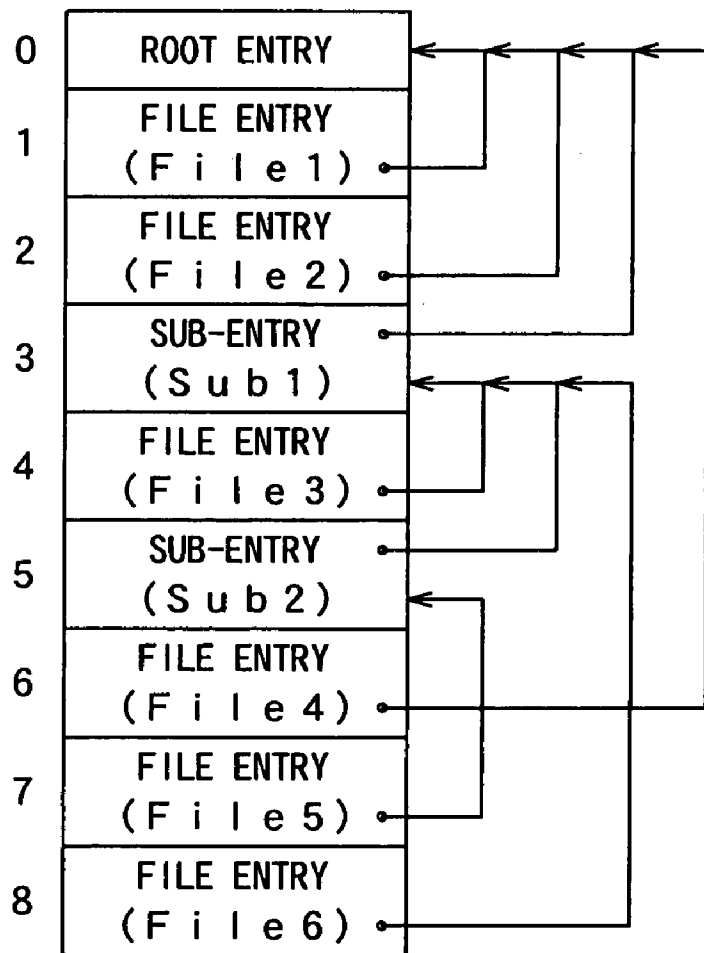 0 ROOT ENTRY
1 FILE ENTRY
(File1)
2 FILE ENTRY
(File2)
3 SUB-ENTRY
(Sub1)
4 FILE ENTRY
(File3)
5 SUB-ENTRY
(Sub2)
6 FILE ENTRY
(File4)
7 FILE ENTRY
(File5)
8 FILE ENTRY
(File6)